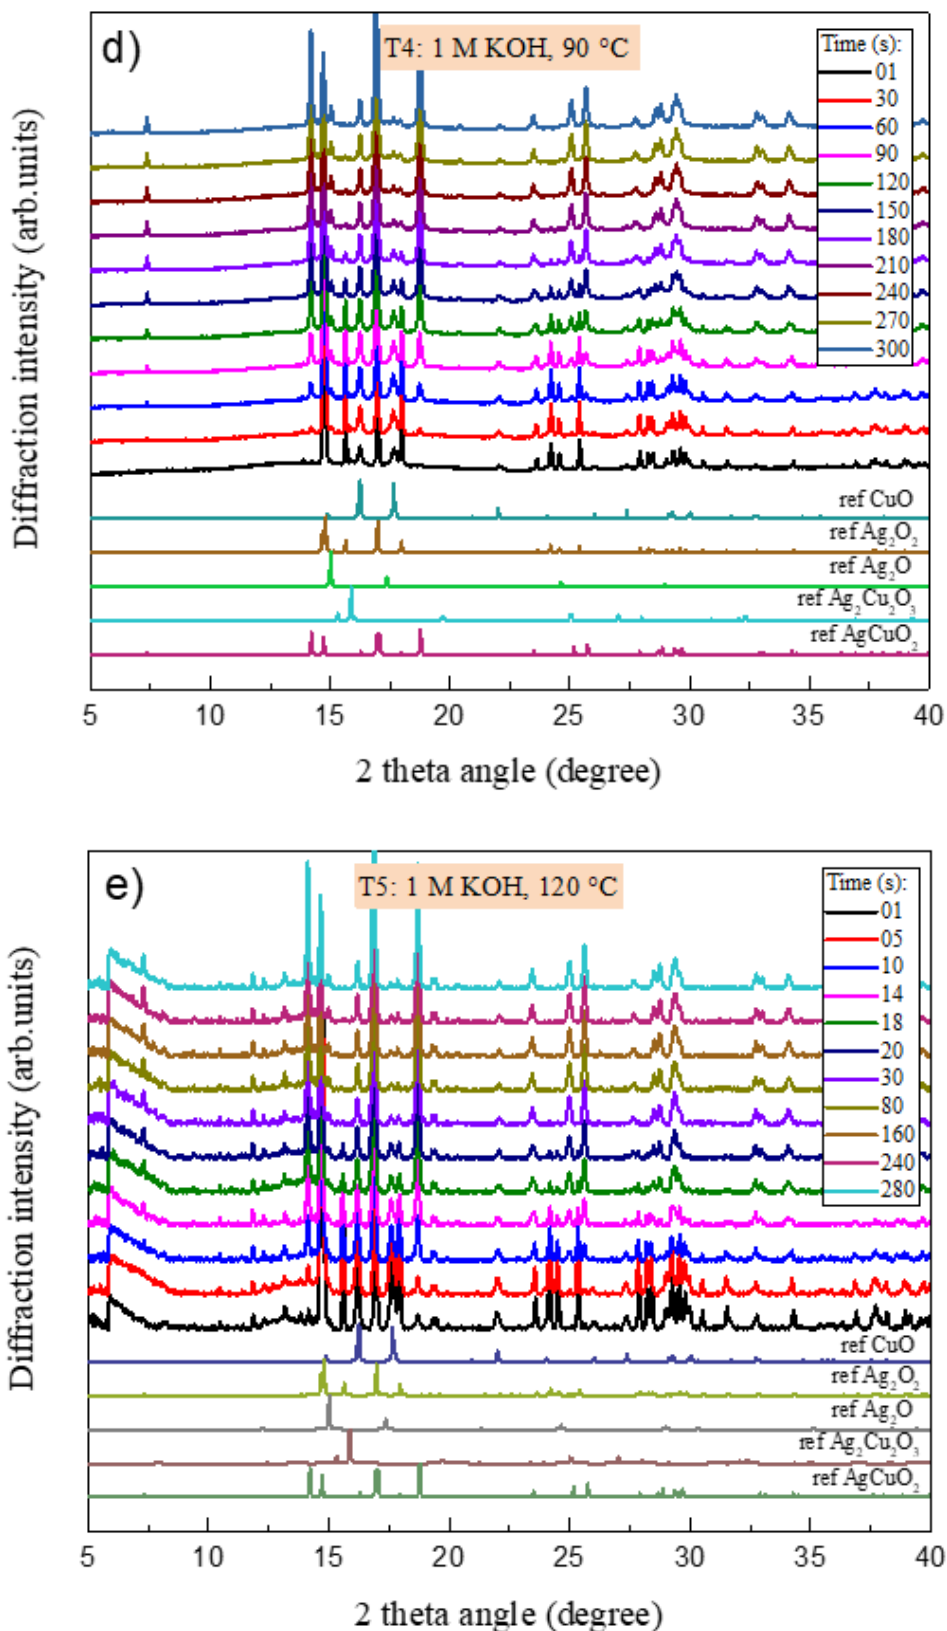 d)
T4: 1 M KOH, 90 °C
Time (s):
01
30
60
90
120
150
180
210
240
270
300
Diffraction intensity (arb.units)
ref CuO
ref Ag₂O₂
ref Ag₂O
ref Ag₂Cu₂O₃
ref AgCuO₂
5 10 15 20 25 30 35 40
2 theta angle (degree)
e)
T5: 1 M KOH, 120 °C
Time (s):
01
05
10
14
18
20
30
80
160
240
280
Diffraction intensity (arb.units)
ref CuO
ref Ag₂O₂
ref Ag₂O
ref Ag₂Cu₂O₃
ref AgCuO₂
5 10 15 20 25 30 35 40
2 theta angle (degree)